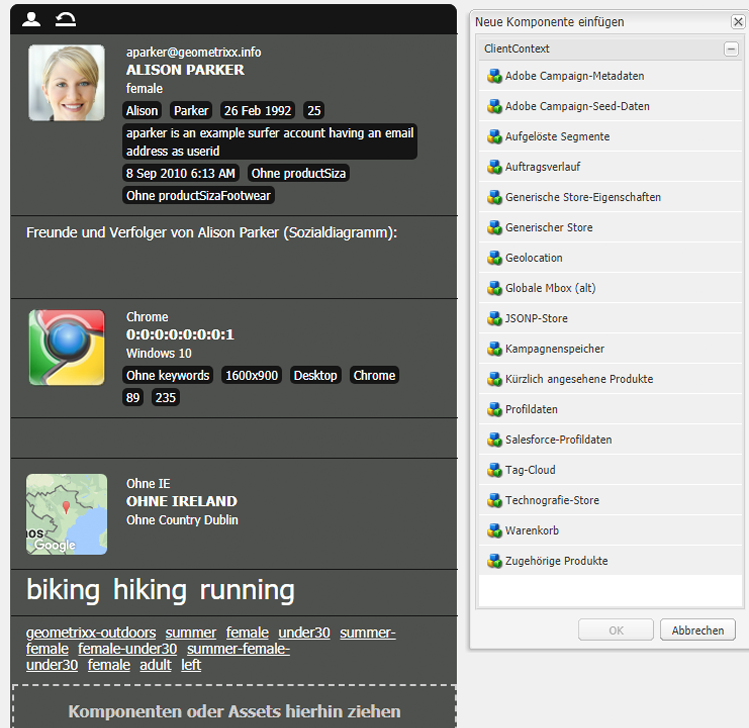 aparker@geometrixx.info
ALISON PARKER
female
Alison Parker 26 Feb 1992 25
aparker is an example surfer account having an email
address as userid
8 Sep 2010 6:13 AM Ohne productSiza
Ohne productSizaFootwear
Freunde und Verfolger von Alison Parker (Sozialdiagramm):
Chrome
0:0:0:0:0:0:0:1
Windows 10
Ohne keywords 1600x900 Desktop Chrome
89 235
Ohne IE
OHNE IRELAND
Ohne Country Dublin
nos
Google
biking hiking running
geometrixx-outdoors summer female under30 summer-
female female-under30 summer-female-
under30 female adult left
Komponenten oder Assets hierhin ziehen
Neue Komponente einfügen
ClientContext
Adobe Campaign-Metadaten
Adobe Campaign-Seed-Daten
Aufgelöste Segmente
Auftragsverlauf
Generische Store-Eigenschaften
Generischer Store
Geolocation
Globale Mbox (alt)
JSONP-Store
Kampagnenspeicher
Kürzlich angesehene Produkte
Profildaten
Salesforce-Profildaten
Tag-Cloud
Technografie-Store
Warenkorb
Zugehörige Produkte
OK Abbrechen